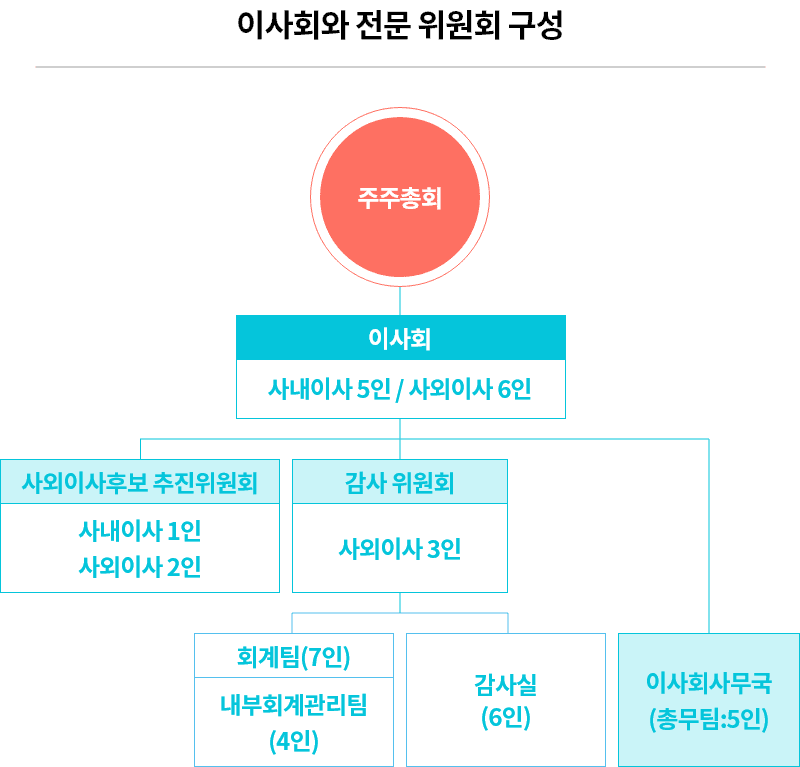 이사회와 전문 위원회 구성
주주총회
이사회
사내이사 5인 / 사외이사 6인
사외이사후보 추진위원회
사내이사 1인
사외이사 2인
감사 위원회
사외이사 3인
회계팀(7인)
내부회계관리팀
(4인)
감사실
(6인)
이사회사무국
(총무팀:5인)